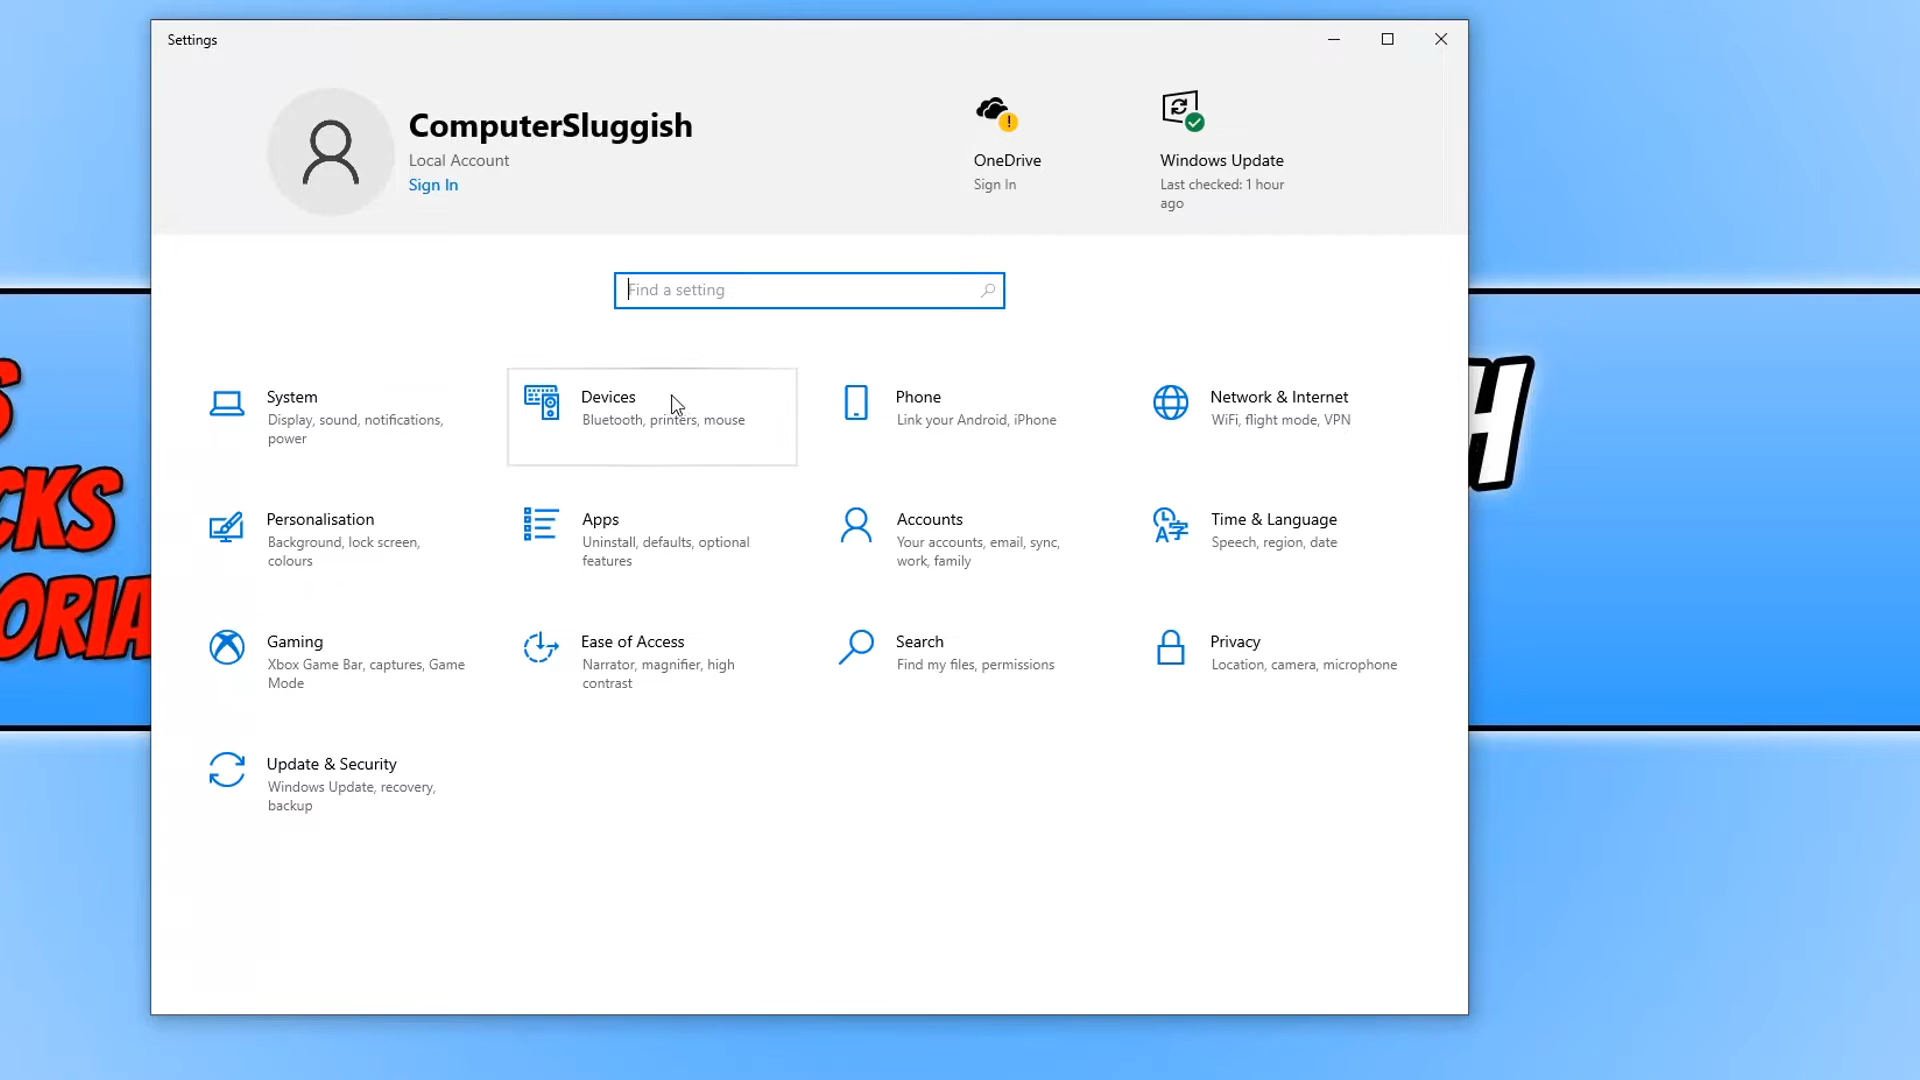 Settings
ComputerSluggish
Local Account
Sign In
OneDrive
Sign In
Windows Update
Last checked: 1 hour
ago
Find a setting
System
Display, sound, notifications,
power
Devices
Bluetooth, printers, mouse
Phone
Link your Android, iPhone
Network & Internet
WiFi, flight mode, VPN
Personalisation
Background, lock screen,
colours
Apps
Uninstall, defaults, optional
features
Accounts
Your accounts, email, sync,
work, family
Time & Language
Speech, region, date
Gaming
Xbox Game Bar, captures, Game
Mode
Ease of Access
Narrator, magnifier, high
contrast
Search
Find my files, permissions
Privacy
Location, camera, microphone
Update & Security
Windows Update, recovery,
backup